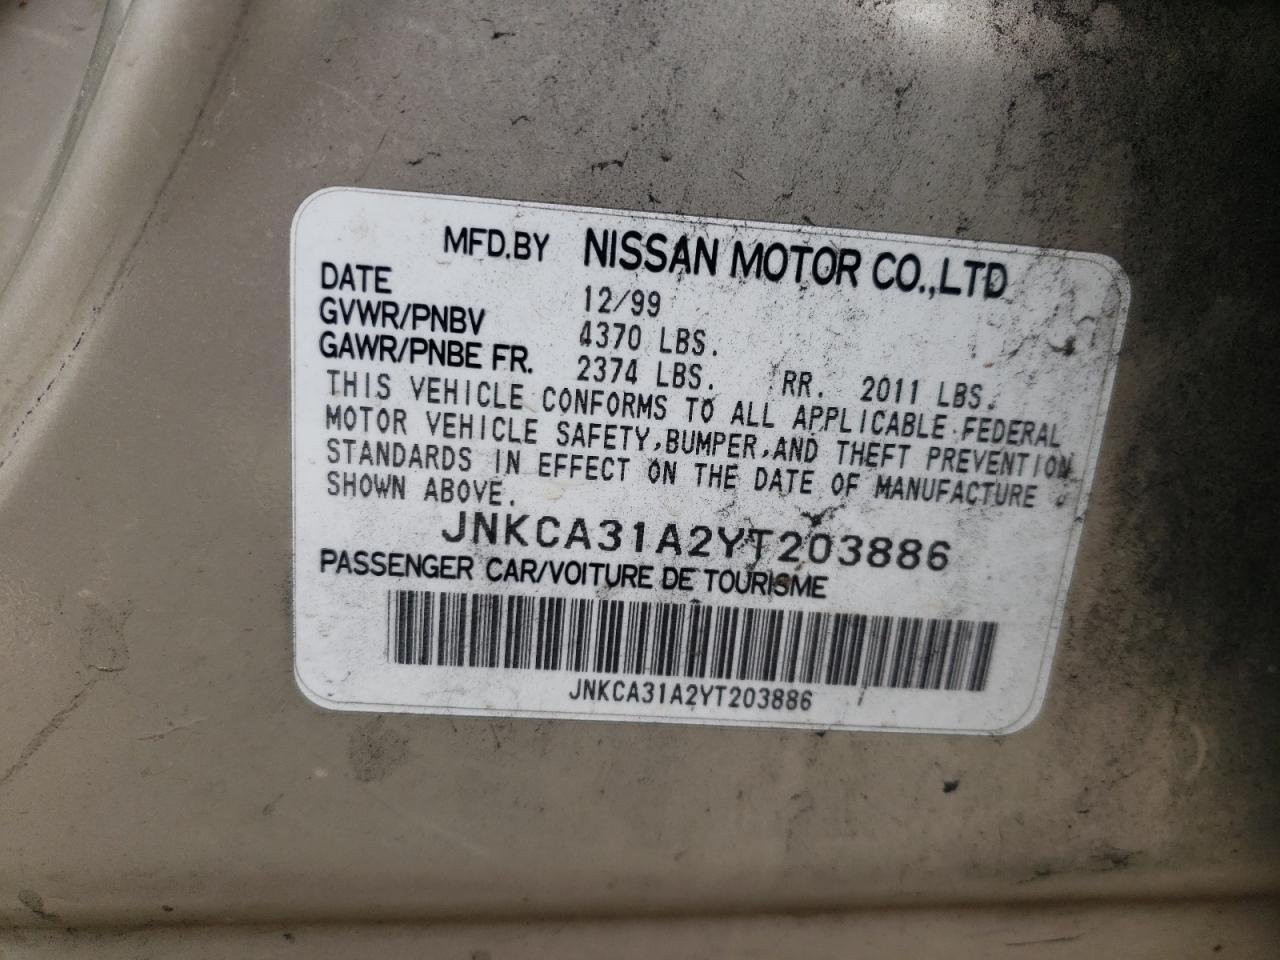 MFD.BY NISSAN MOTOR CO.,LTD
DATE 12/99
GVWR/PNBV 4370 LBS.
GAWR/PNBE FR. 2374 LBS. RR. 2011 LBS.
THIS VEHICLE CONFORMS TO ALL APPLICABLE FEDERAL
MOTOR VEHICLE SAFETY,BUMPER,AND THEFT PREVENTION
STANDARDS IN EFFECT ON THE DATE OF MANUFACTURE
SHOWN ABOVE.
JNKCA31A2YT203886
PASSENGER CAR/VOITURE DE TOURISME
JNKCA31A2YT203886